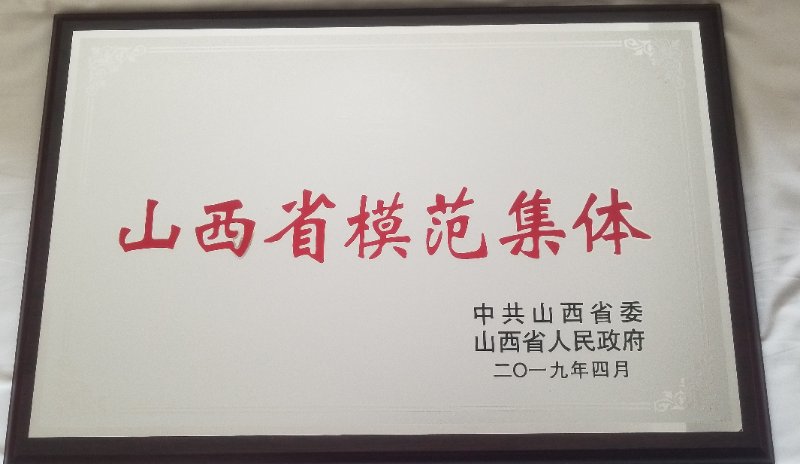 山西省模范集体
中共山西省委
山西省人民政府
二〇一九年四月